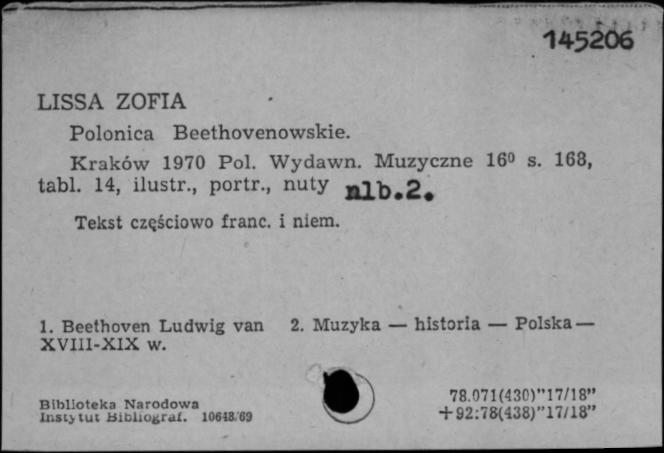 145206
LISSA ZOFIA
Polonica Beethovenowskie.
Kraków 1970 Pol. Wydawn. Muzyczne 16⁰ s. 168,
tabl. 14, ilustr., portr., nuty nlb.2.
Tekst częściowo franc. i niem.
1. Beethoven Ludwig van 2. Muzyka — historia — Polska —
XVIII-XIX w.
78.071(430)"17/18"
Biblioteka Narodowa
+92:78(438)"17/18"
Instytut Bibliograf. 10648/69